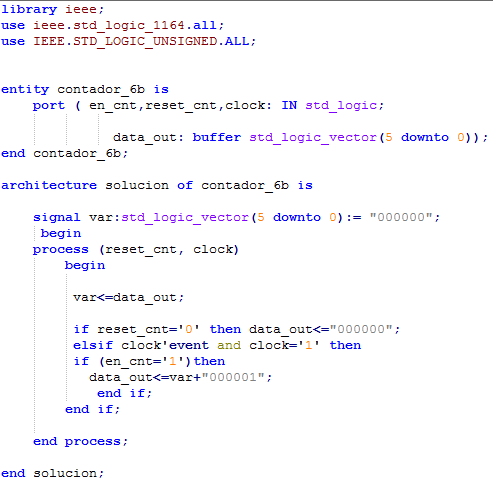 library ieee;
use ieee.std_logic_1164.all;
use IEEE.STD_LOGIC_UNSIGNED.ALL;
entity contador_6b is
port ( en_cnt,reset_cnt,clock: IN std_logic;
data_out: buffer std_logic_vector(5 downto 0));
end contador_6b;
architecture solucion of contador_6b is
signal var:std_logic_vector(5 downto 0):= "000000";
begin
process (reset_cnt, clock)
begin
var<=data_out;
if reset_cnt='0' then data_out<="000000";
elsif clock'event and clock='1' then
if (en_cnt='1')then
data_out<=var+"000001";
end if;
end if;
end process;
end solucion;